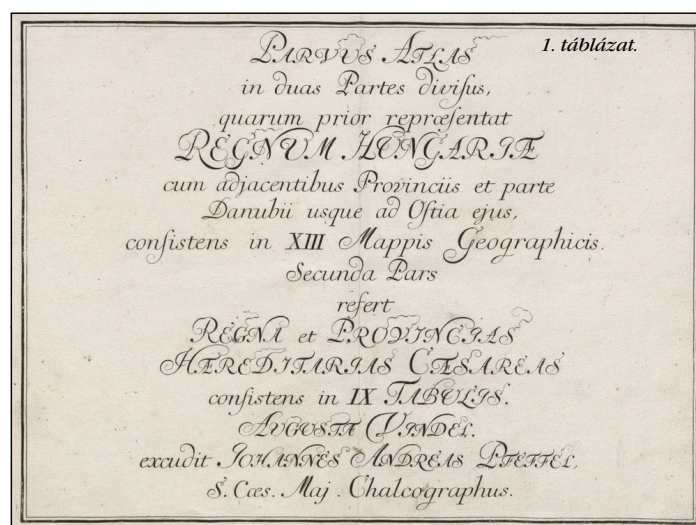 PARVUS ATLAS
1. táblázat.
in duas Partes divisus,
quarum prior repræsentat
REGNUM HUNGARIÆ
cum adjacentibus Provinciis et parte
Danubii usque ad Ostia ejus,
consistens in XIII Mappis Geographicis.
Secunda Pars
refert
REGNA et PROVINCIAS
HÆREDITARIAS CÆSAREAS
consistens in IX TABULIS.
AUGUSTÆ VINDEL.
excudit JOHANNES ANDREAS PFEFFEL,
S. Cæs. Maj. Chalcographus.